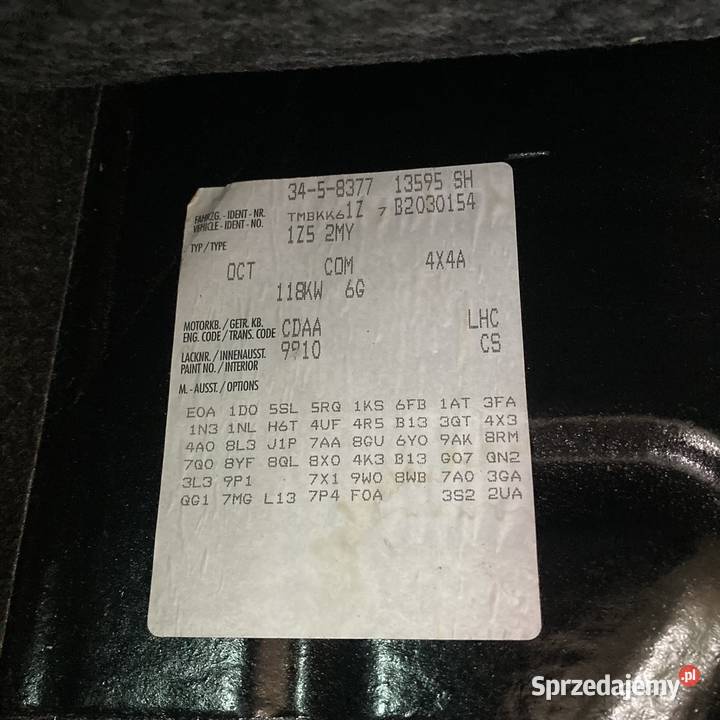 34-5-8377 13595 SH
FAHRZG.-IDENT-NR.
VEHICLE-IDENT-NO. TMBKK61Z 7 B2030154
TYP/TYPE 1Z5 2MY
OCT COM 4X4A
118KW 6G
MOTORKB./GETR.KB.
ENG. CODE/TRANS. CODE CDAA LHC
LACKNR./INNENAUSST.
PAINT NO./INTERIOR 9910 CS
M.-AUSST./OPTIONS
E0A 1D0 5SL 5RQ 1KS 6FB 1AT 3FA
1N3 1NL H6T 4UF 4R5 B13 3QT 4X3
4A0 8L3 J1P 7AA 8GU 6Y0 9AK 8RM
7Q0 8YF 8QL 8X0 4K3 B13 G07 QN2
3L3 9P1 7X1 9W0 8WB 7A0 3GA
QG1 7MG L13 7P4 F0A 3S2 2UA
Sprzedajemy.pl